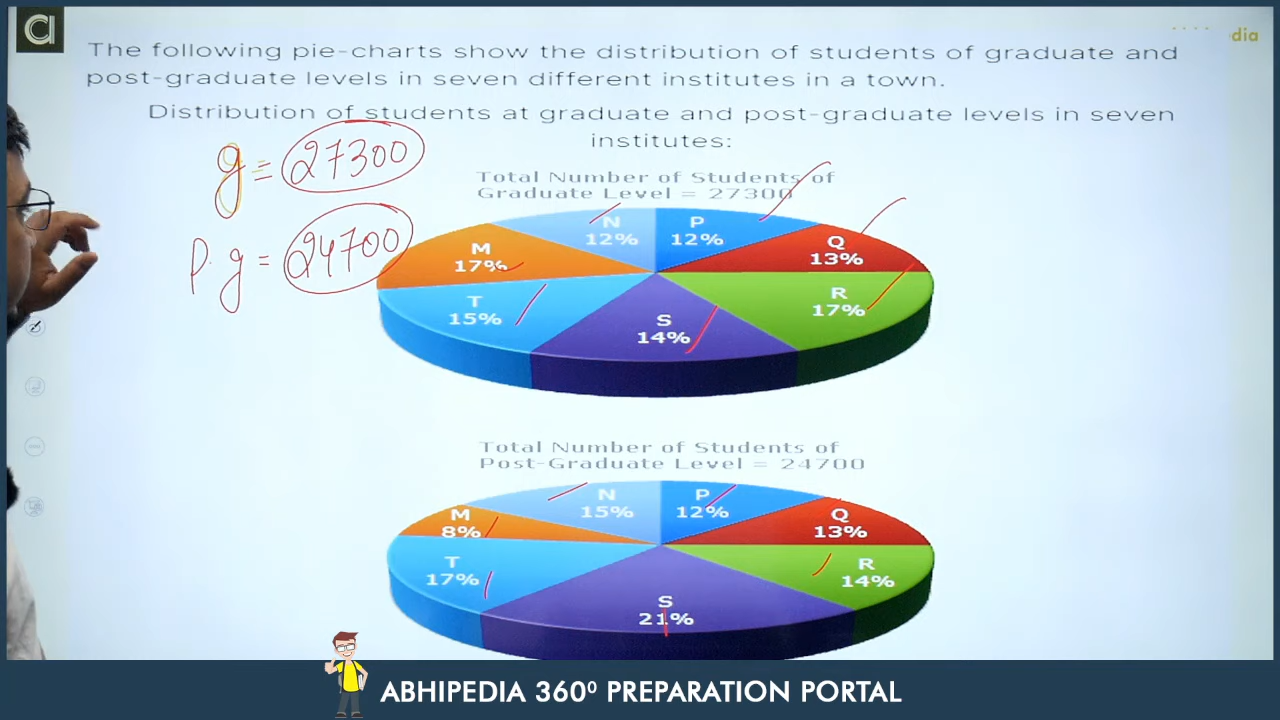 dia
The following pie-charts show the distribution of students of graduate and
post-graduate levels in seven different institutes in a town.
Distribution of students at graduate and post-graduate levels in seven
institutes:
g = 27300
P.g = 24700
Total Number of Students of
Graduate Level = 27300
N
12%
P
12%
Q
13%
M
17%
R
17%
T
15%
S
14%
Total Number of Students of
Post-Graduate Level = 24700
N
15%
P
12%
Q
13%
M
8%
R
14%
T
17%
S
21%
ABHIPEDIA 360⁰ PREPARATION PORTAL